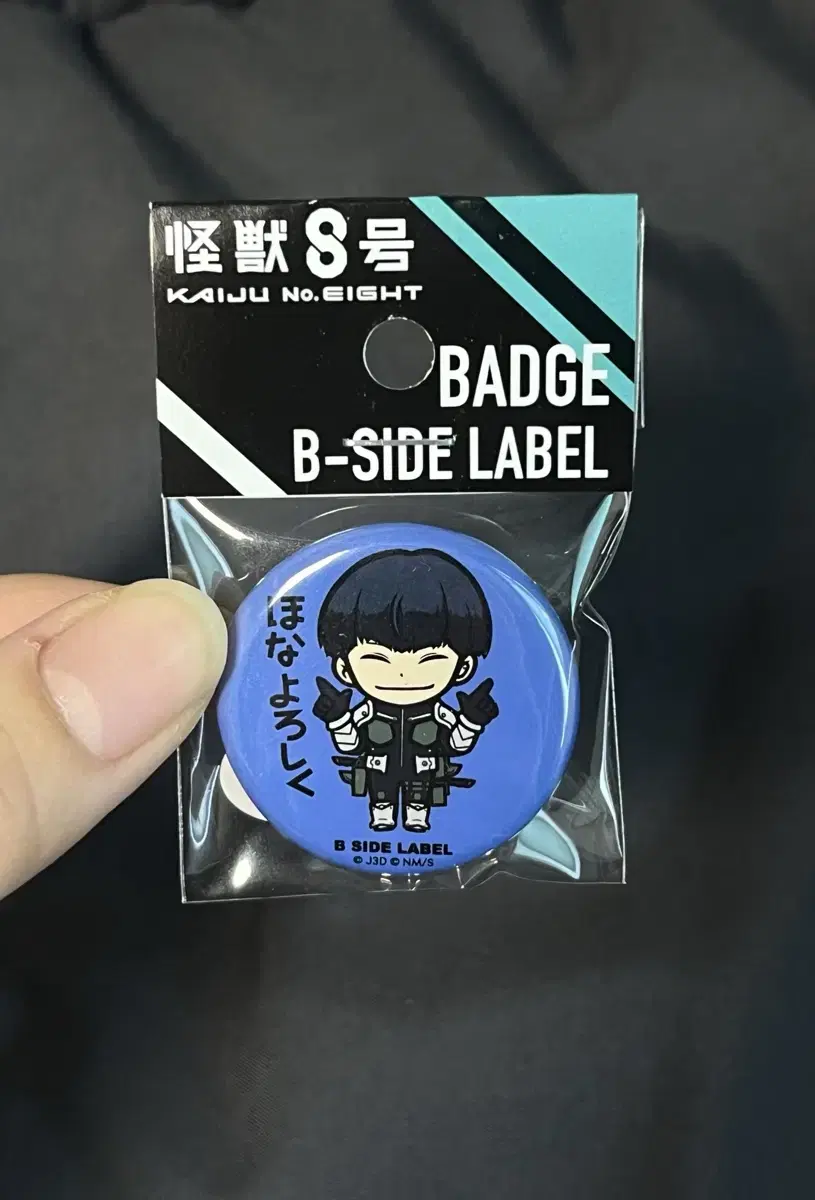 怪獣8号
KAIJU No.EIGHT
BADGE
B-SIDE LABEL
ほなよろしく
B SIDE LABEL
© J3D © NM/S